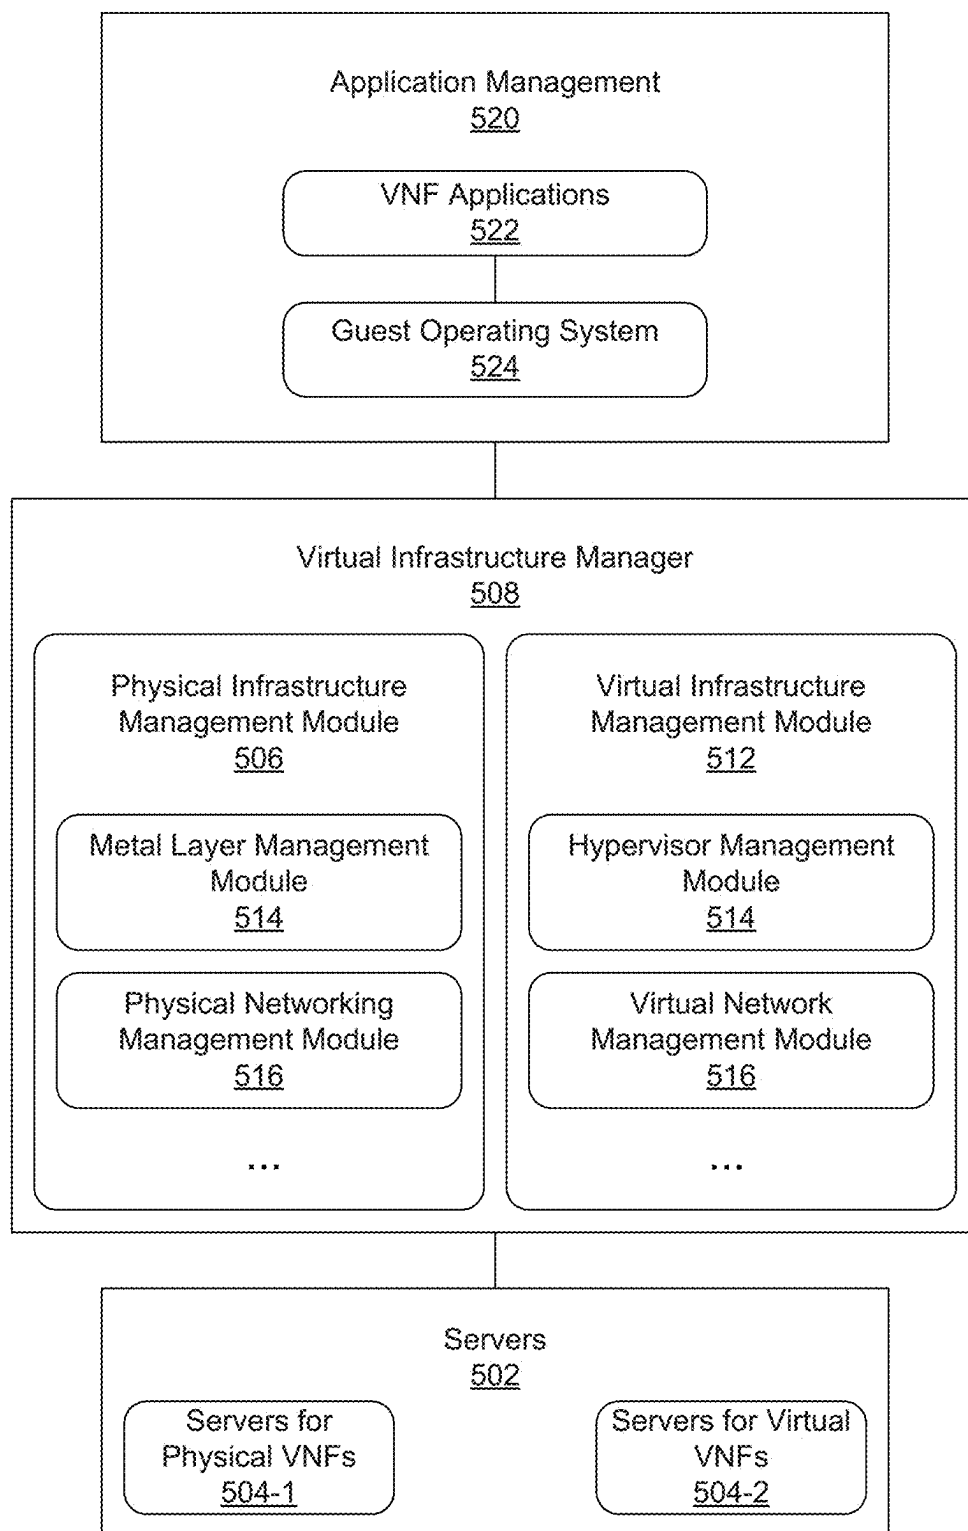 Application Management
520
VNF Applications
522
Guest Operating System
524
Virtual Infrastructure Manager
508
Physical Infrastructure
Management Module
506
Metal Layer Management
Module
514
Physical Networking
Management Module
516
...
Virtual Infrastructure
Management Module
512
Hypervisor Management
Module
514
Virtual Network
Management Module
516
...
Servers
502
Servers for
Physical VNFs
504-1
Servers for Virtual
VNFs
504-2